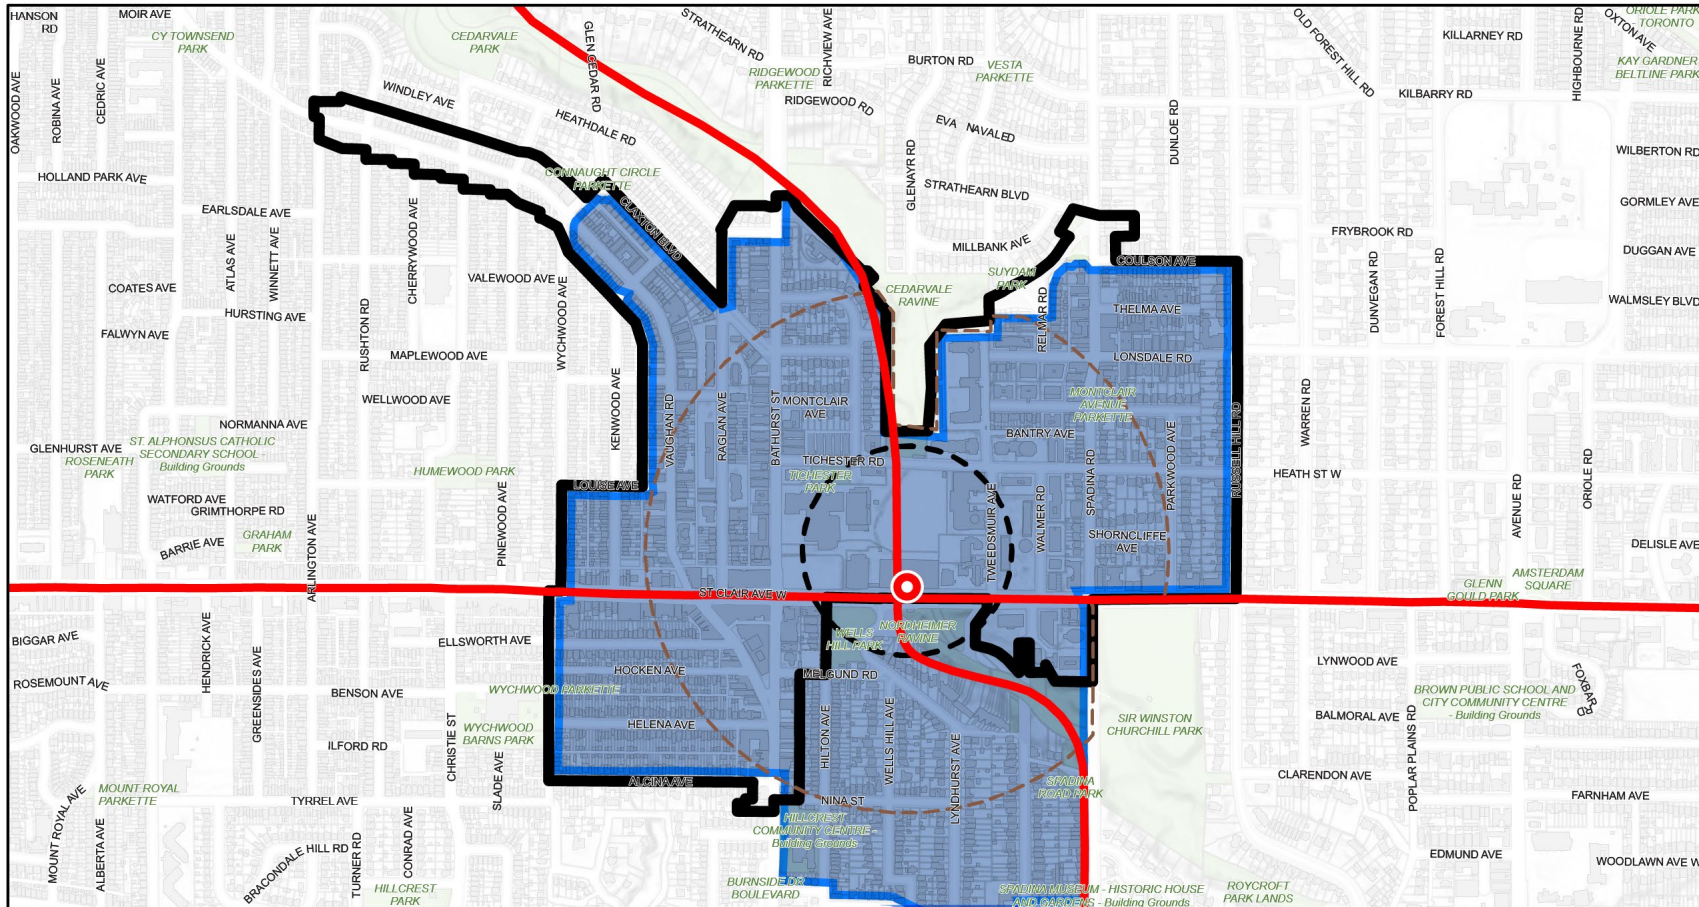 HANSON
RD
MOIR AVE
CY TOWNSEND
PARK
CEDARVALE
PARK
GLEN CEDAR RD
STRATHEARN RD
RICHVIEW AVE
BURTON RD
VESTA
PARKETTE
OLD FOREST HILL RD
KILLARNEY RD
HIGHBOURNE RD
OXTON AVE
ORIOLE PARK -
TORONTO
KAY GARDNER
BELTLINE PARK
OAKWOOD AVE
ROBINA AVE
CEDRIC AVE
WINDLEY AVE
HEATHDALE RD
RIDGEWOOD
PARKETTE
RIDGEWOOD RD
EVA NAVALED
KILBARRY RD
DUNLOE RD
GLENAYR RD
WILBERTON RD
HOLLAND PARK AVE
CONNAUGHT CIRCLE
PARKETTE
STRATHEARN BLVD
GORMLEY AVE
EARLSDALE AVE
CLAXTON BLVD
MILLBANK AVE
FRYBROOK RD
DUGGAN AVE
ATLAS AVE
WINNETT AVE
CHERRYWOOD AVE
VALEWOOD AVE
WYCHWOOD AVE
CEDARVALE
RAVINE
SUYDAM
PARK
COULSON AVE
DUNVEGAN RD
FOREST HILL RD
COATES AVE
HURSTING AVE
RELMAR RD
THELMA AVE
WALMSLEY BLVD
FALWYN AVE
RUSHTON RD
MAPLEWOOD AVE
LONSDALE RD
WELLWOOD AVE
KENWOOD AVE
VAUGHAN RD
RAGLAN AVE
BATHURST ST
MONTCLAIR
AVE
MONTCLAIR
AVENUE
PARKETTE
WARREN RD
NORMANNA AVE
GLENHURST AVE
ST. ALPHONSUS CATHOLIC
SECONDARY SCHOOL -
Building Grounds
ROSENEATH
PARK
HUMEWOOD PARK
BANTRY AVE
TICHESTER RD
TICHESTER
PARK
SPADINA RD
PARKWOOD AVE
RUSSELL HILL RD
HEATH ST W
ORIOLE RD
AVENUE RD
WATFORD AVE
GRIMTHORPE RD
LOUISE AVE
PINEWOOD AVE
TWEEDSMUIR AVE
WALMER RD
SHORNCLIFFE
AVE
BARRIE AVE
GRAHAM
PARK
ARLINGTON AVE
DELISLE AVE
GLENN
GOULD PARK
AMSTERDAM
SQUARE
ST CLAIR AVE W
BIGGAR AVE
HENDRICK AVE
GREENSIDES AVE
ELLSWORTH AVE
WELLS
HILL PARK
NORDHEIMER
RAVINE
LYNWOOD AVE
FOXBAR RD
ROSEMOUNT AVE
HOCKEN AVE
MELGUND RD
BENSON AVE
WYCHWOOD PARKETTE
BROWN PUBLIC SCHOOL AND
CITY COMMUNITY CENTRE
- Building Grounds
HELENA AVE
HILTON AVE
WELLS HILL AVE
LYNDHURST AVE
SIR WINSTON
CHURCHILL PARK
BALMORAL AVE
POPLAR PLAINS RD
ILFORD RD
CHRISTIE ST
WYCHWOOD
BARNS PARK
SLADE AVE
ALCINA AVE
SPADINA
ROAD PARK
CLARENDON AVE
MOUNT ROYAL
PARKETTE
MOUNT ROYAL AVE
ALBERTA AVE
TYRREL AVE
NINA ST
FARNHAM AVE
HILLCREST
COMMUNITY CENTRE -
Building Grounds
BRACONDALE HILL RD
TURNER RD
CONRAD AVE
HILLCREST
PARK
BURNSIDE DR
BOULEVARD
SPADINA MUSEUM - HISTORIC HOUSE
AND GARDENS - Building Grounds
ROYCROFT
PARK LANDS
EDMUND AVE
WOODLAWN AVE W